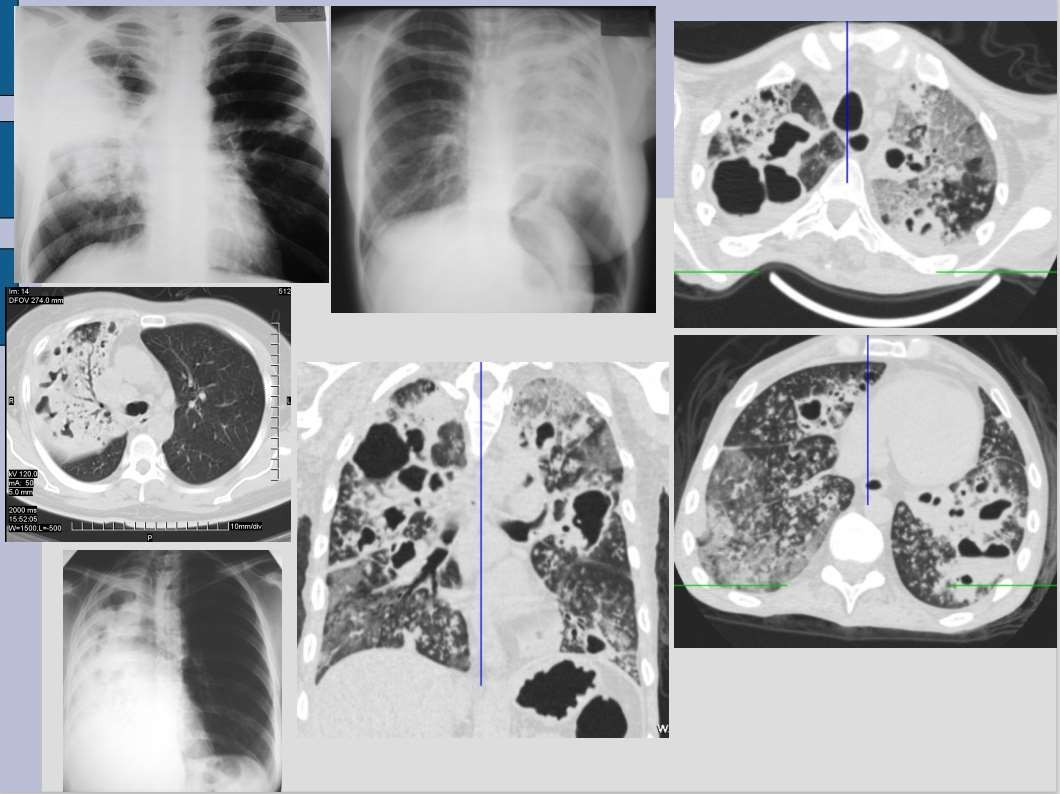 Im: 14
DFOV 274.0 mm
512
R
L
kV 120.0
mA: 50
5.0 mm
2000 ms
15:52:05
W=1500,L=-500
10mm/div
P
W